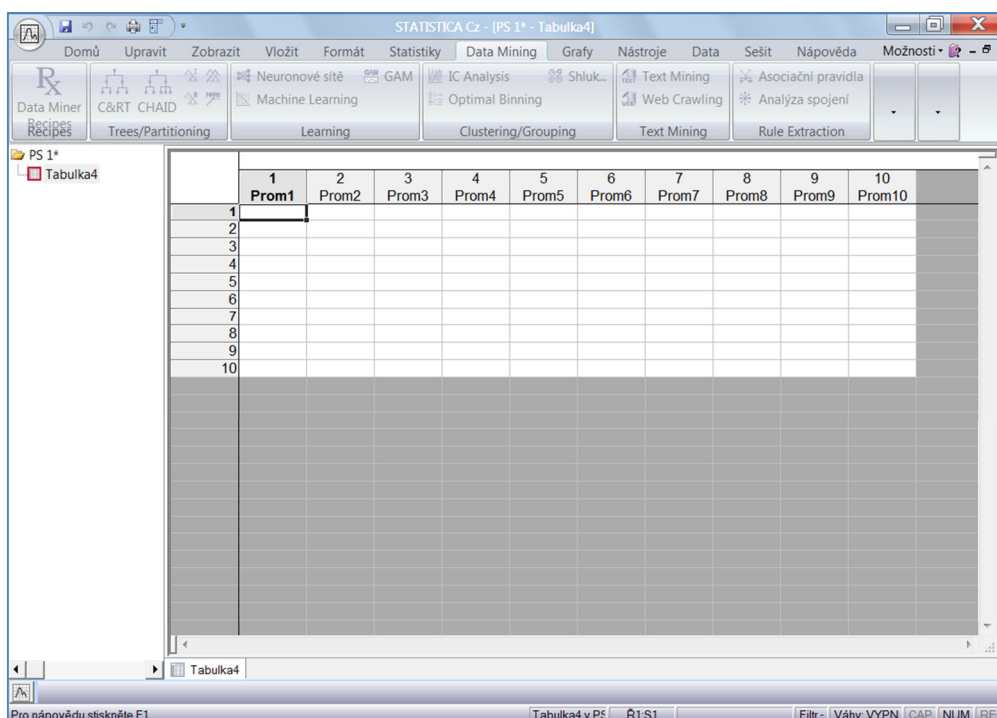 STATISTICA Cz - [PS 1* - Tabulka4]
Domů Upravit Zobrazit Vložit Formát Statistiky Data Mining Grafy Nástroje Data Sešit Nápověda Možnosti
Neuronové sítě GAM IC Analysis Shluk... Text Mining Asociační pravidla
Data Miner Recipes C&RT CHAID Machine Learning Optimal Binning Web Crawling Analýza spojení
Recipes Trees/Partitioning Learning Clustering/Grouping Text Mining Rule Extraction
PS 1*
Tabulka4
1 2 3 4 5 6 7 8 9 10
Prom1 Prom2 Prom3 Prom4 Prom5 Prom6 Prom7 Prom8 Prom9 Prom10
1
2
3
4
5
6
7
8
9
10
Tabulka4
Pro nápovědu stiskněte F1 Tabulka4 v PS Ř1;S1 Filtr- Váhy: VYPN CAP NUM RE